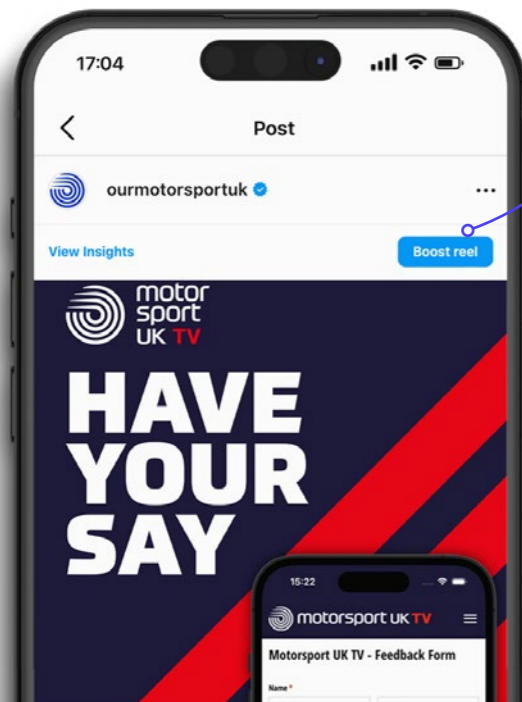 17:04
Post
ourmotorsportuk
View Insights
Boost reel
motor
sport
UK TV
HAVE
YOUR
SAY
15:22
motorsport UK TV
Motorsport UK TV - Feedback Form
Name *